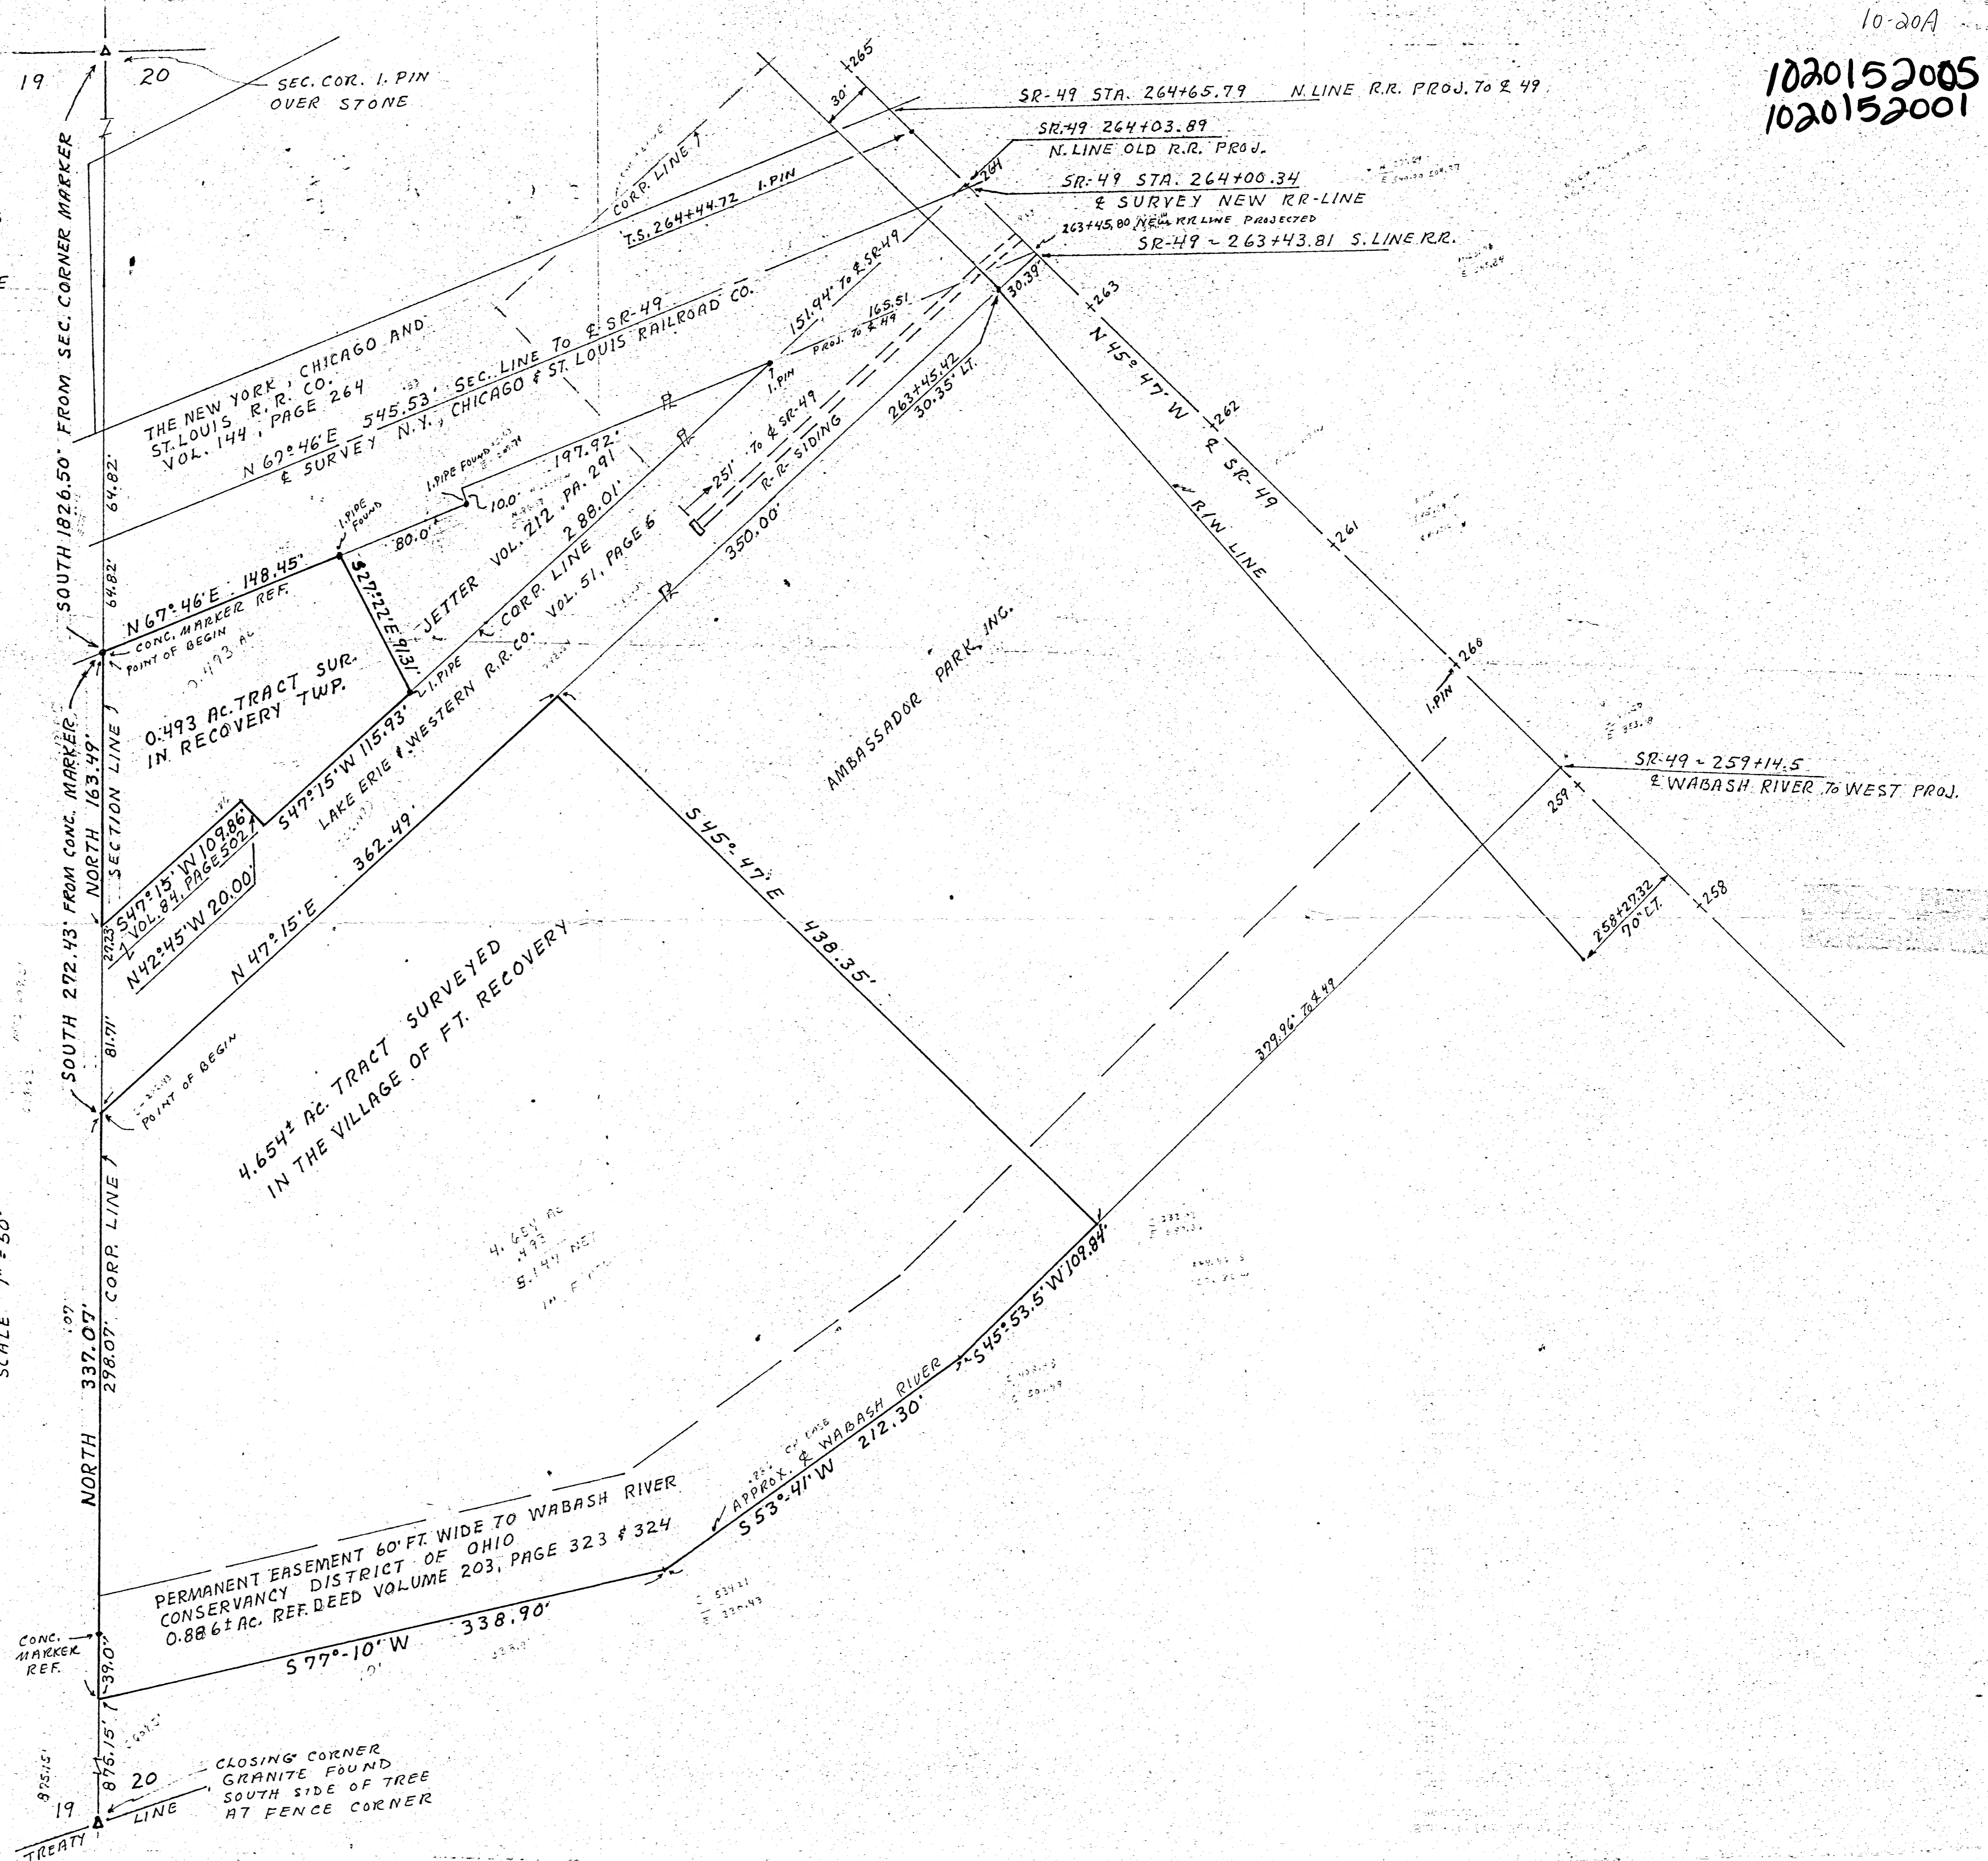 10-20A
1020152005
1020152001
19
20
SEC. COR. I. PIN
OVER STONE
SOUTH 1826.50' FROM SEC. CORNER MARKER
+265
30'
SR-49 STA. 264+65.79 N. LINE R.R. PROJ. TO ℄ 49
SR-49 264+03.89
N. LINE OLD R.R. PROJ.
SR-49 STA. 264+00.34
℄ SURVEY NEW RR-LINE
263+45.80 NEW RR LINE PROJECTED
SR-49 ~ 263+43.81 S. LINE R.R.
264
CORP. LINE
T.S. 264+44.72 I. PIN
151.94' TO ℄ SR-49
165.51
PROJ. TO ℄ 49
30.39'
+263
N 45° 47' W ℄ SR-49
+262
+261
+260
I. PIN
R/W LINE
THE NEW YORK, CHICAGO AND
ST. LOUIS R.R. CO.
VOL. 144, PAGE 264
N 67° 46' E 545.53' SEC. LINE TO ℄ SR-49
℄ SURVEY N.Y., CHICAGO & ST. LOUIS RAILROAD CO.
64.82'
64.82'
I. PIN
263+45.42
30.35' LT.
I. PIPE FOUND
I. PIPE
FOUND
197.92'
10.0'
80.0'
JETTER VOL. 212, PA. 291
288.01'
CORP. LINE
251' TO ℄ SR-49
R-R-SIDING
350.00'
N 67° 46' E 148.45'
CONC. MARKER REF.
POINT OF BEGIN
0.493 AC
S 27° 22' E 91.31'
I. PIPE
0.493 AC. TRACT SUR.
IN RECOVERY TWP.
LAKE ERIE & WESTERN R.R. CO. VOL. 51, PAGE 6
S 47° 15' W 115.93'
AMBASSADOR PARK, INC.
SOUTH 272.43' FROM CONC. MARKER
NORTH 163.49'
SECTION LINE
S 47° 15' W 109.86'
VOL. 84, PAGE 502
N 42° 45' W 20.00'
27.23'
362.49'
N 47° 15' E
81.71'
POINT OF BEGIN
S 45° - 47' E 438.35'
SR-49 ~ 259+14.5
℄ WABASH RIVER TO WEST PROJ.
259
+258
258+27.32
70' LT.
379.96' TO ℄ 49
4.654± AC. TRACT SURVEYED
IN THE VILLAGE OF FT. RECOVERY
4.654 AC
.493
5.147 NET
SCALE 1" = 50'
NORTH 337.07'
298.07' CORP. LINE
.07
S 45° 53.5' W 109.84'
APPROX. ℄ WABASH RIVER
S 53° - 41' W 212.30'
PERMANENT EASEMENT 60' FT. WIDE TO WABASH RIVER
CONSERVANCY DISTRICT OF OHIO
0.886± AC. REF. DEED VOLUME 203, PAGE 323 & 324
S 77° - 10' W 338.90'
CONC.
MARKER
REF.
39.0'
875.15'
875.15'
CLOSING CORNER
GRANITE FOUND
SOUTH SIDE OF TREE
AT FENCE CORNER
20
19
TREATY LINE